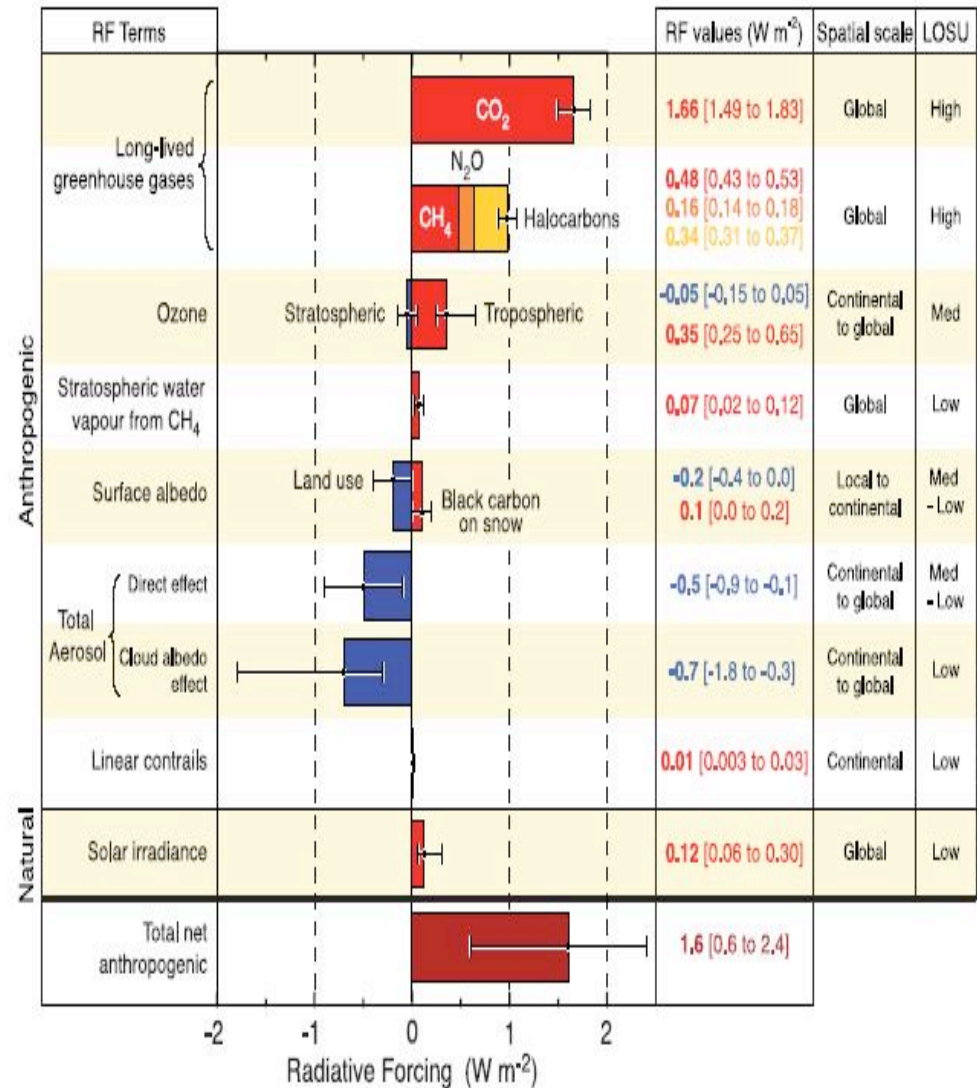 RF Terms
RF values (W m⁻²)
Spatial scale
LOSU
Anthropogenic
Long-lived
greenhouse gases
CO₂
1.66 [1.49 to 1.83]
Global
High
N₂O
CH₄
Halocarbons
0.48 [0.43 to 0.53]
0.16 [0.14 to 0.18]
0.34 [0.31 to 0.37]
Global
High
Ozone
Stratospheric
Tropospheric
-0.05 [-0.15 to 0.05]
0.35 [0.25 to 0.65]
Continental
to global
Med
Stratospheric water
vapour from CH₄
0.07 [0.02 to 0.12]
Global
Low
Surface albedo
Land use
Black carbon
on snow
-0.2 [-0.4 to 0.0]
0.1 [0.0 to 0.2]
Local to
continental
Med
- Low
Total
Aerosol
Direct effect
-0.5 [-0.9 to -0.1]
Continental
to global
Med
- Low
Cloud albedo
effect
-0.7 [-1.8 to -0.3]
Continental
to global
Low
Linear contrails
0.01 [0.003 to 0.03]
Continental
Low
Natural
Solar irradiance
0.12 [0.06 to 0.30]
Global
Low
Total net
anthropogenic
1.6 [0.6 to 2.4]
-2 -1 0 1 2
Radiative Forcing (W m⁻²)